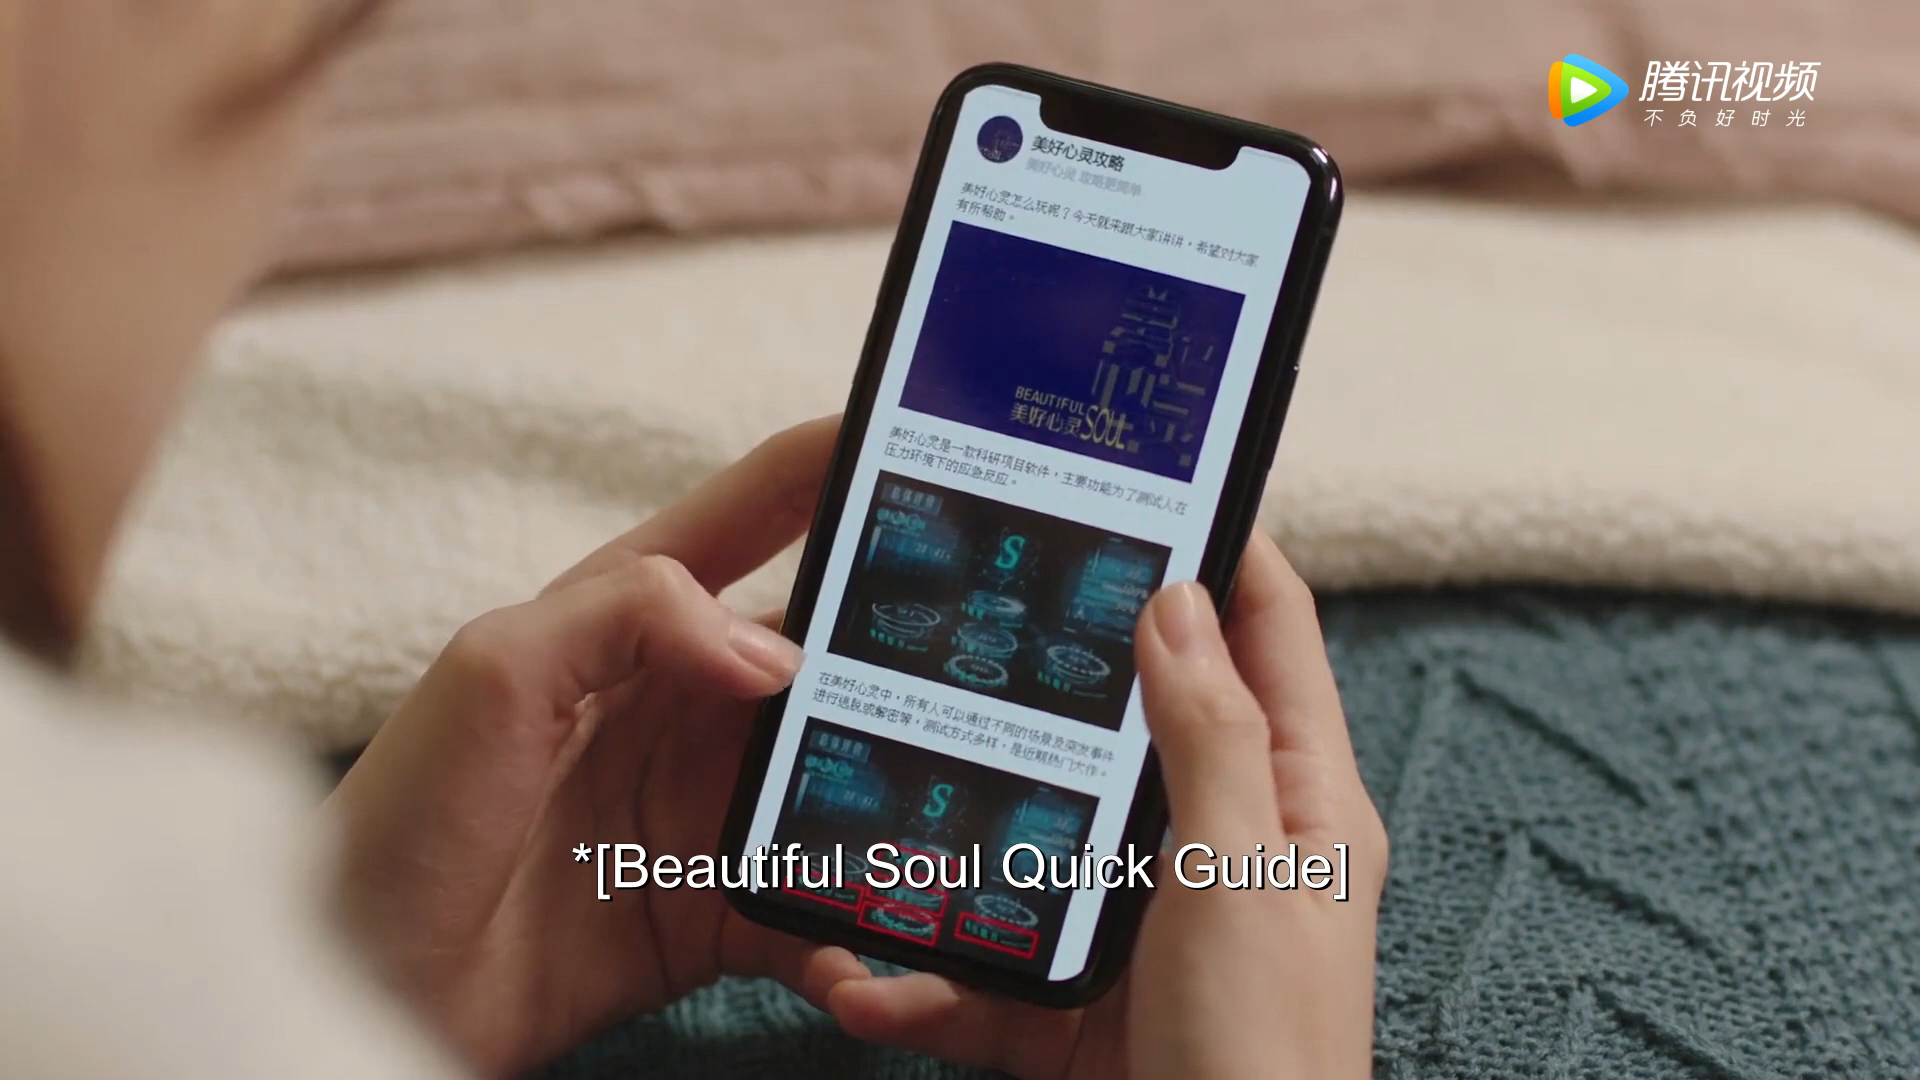 腾讯视频
不负好时光
美好心灵攻略
美好心灵 攻略更简单
美好心灵怎么玩呢？今天就来跟大家讲讲，希望对大家
有所帮助。
BEAUTIFUL
美好心灵SOUL
美好心灵是一款科研项目软件，主要功能为了测试人在
压力环境下的应急反应。
S
在美好心灵中，所有人可以通过不同的场景及突发事件
进行逃脱或解密等，测试方式多样，是近期热门大作。
S
*[Beautiful Soul Quick Guide]